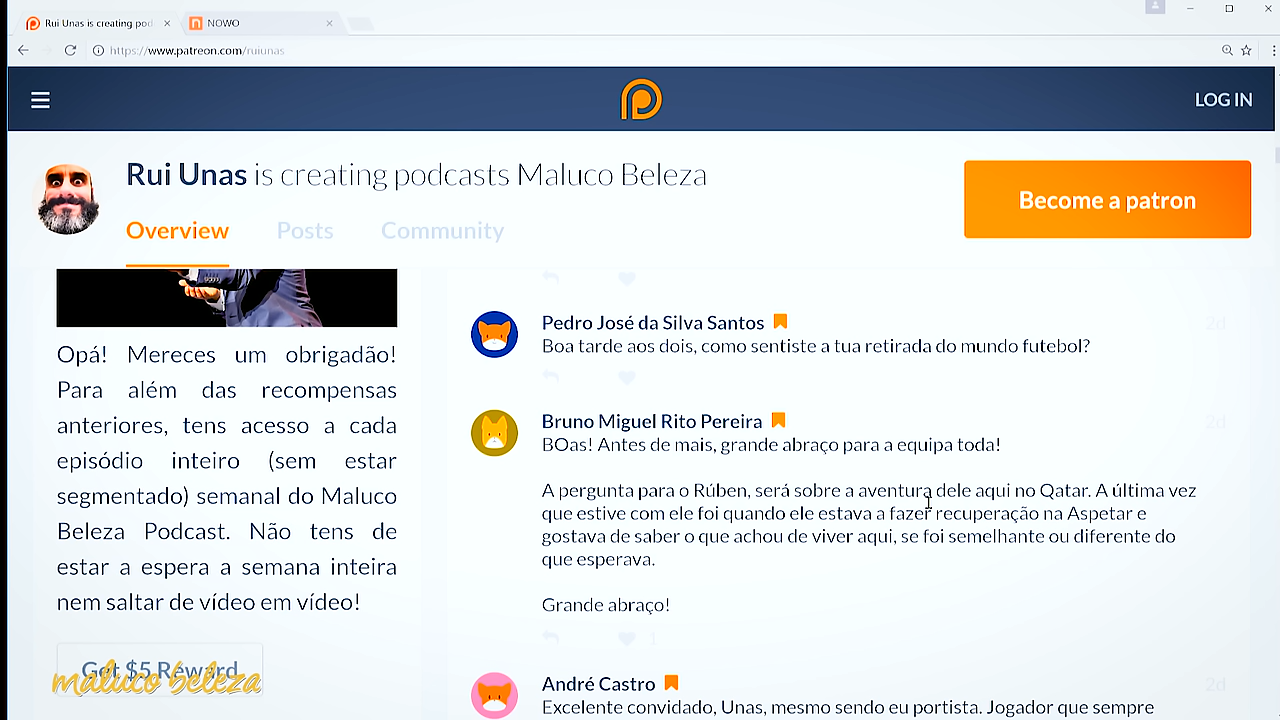 Rui Unas is creating pod
NOWO
https://www.patreon.com/ruiunas
LOG IN
Rui Unas is creating podcasts Maluco Beleza
Become a patron
Overview Posts Community
Opá! Mereces um obrigadão!
Para além das recompensas
anteriores, tens acesso a cada
episódio inteiro (sem estar
segmentado) semanal do Maluco
Beleza Podcast. Não tens de
estar a espera a semana inteira
nem saltar de vídeo em vídeo!
Get $5 Reward
maluco beleza
Pedro José da Silva Santos
2d
Boa tarde aos dois, como sentiste a tua retirada do mundo futebol?
Bruno Miguel Rito Pereira
2d
BOas! Antes de mais, grande abraço para a equipa toda!
A pergunta para o Rúben, será sobre a aventura dele aqui no Qatar. A última vez
que estive com ele foi quando ele estava a fazer recuperação na Aspetar e
gostava de saber o que achou de viver aqui, se foi semelhante ou diferente do
que esperava.
Grande abraço!
1
André Castro
2d
Excelente convidado, Unas, mesmo sendo eu portista. Jogador que sempre